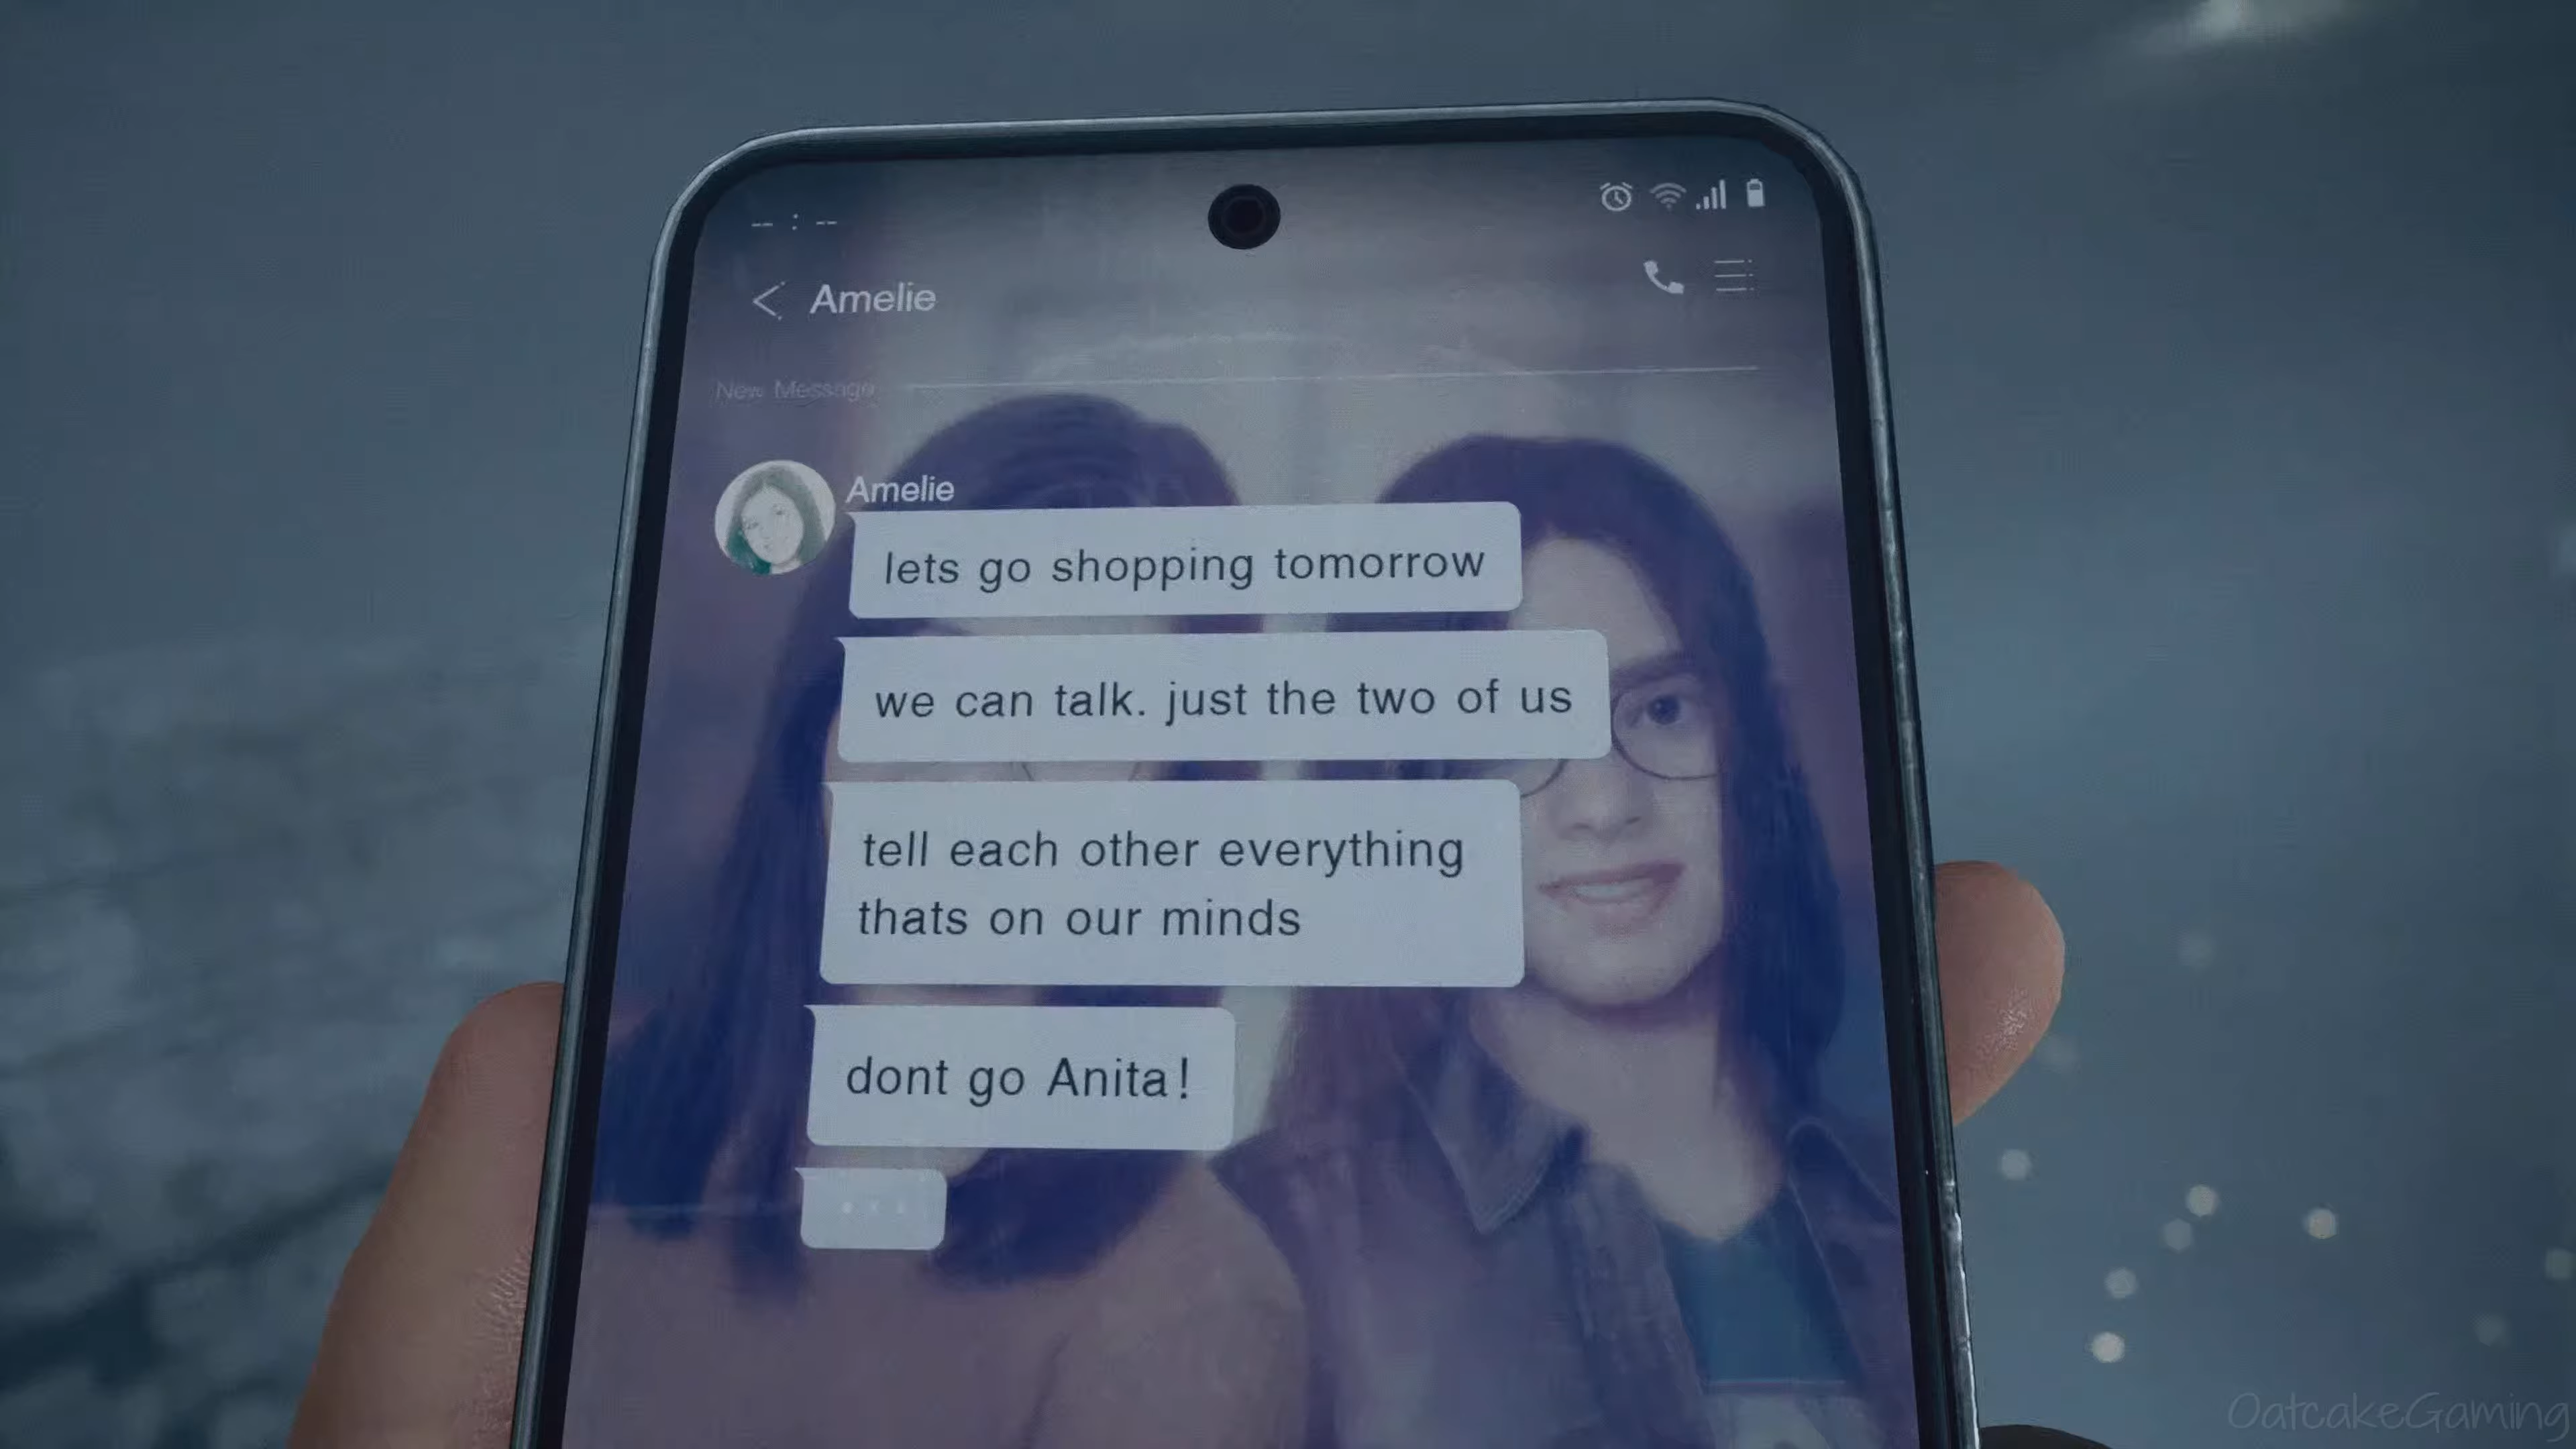 -- : --
Amelie
New Message
Amelie
lets go shopping tomorrow
we can talk. just the two of us
tell each other everything
thats on our minds
dont go Anita!
...
OatcakeGaming